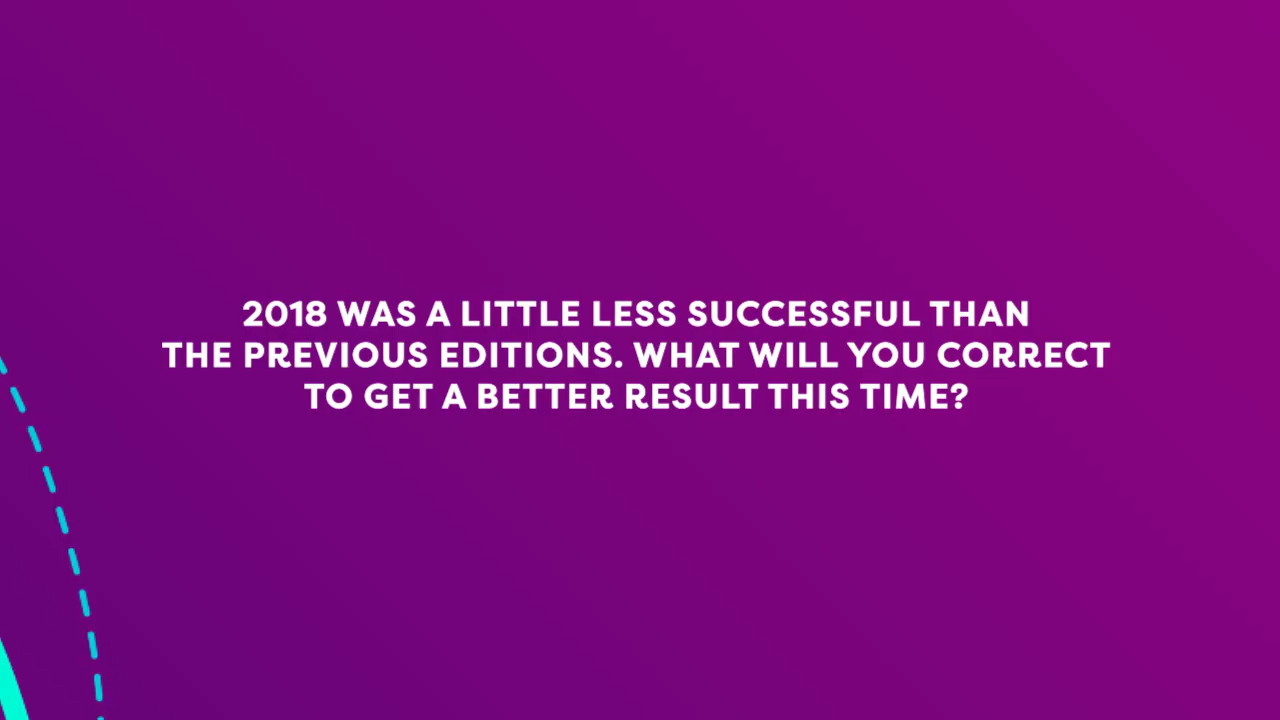 2018 WAS A LITTLE LESS SUCCESSFUL THAN
THE PREVIOUS EDITIONS. WHAT WILL YOU CORRECT
TO GET A BETTER RESULT THIS TIME?